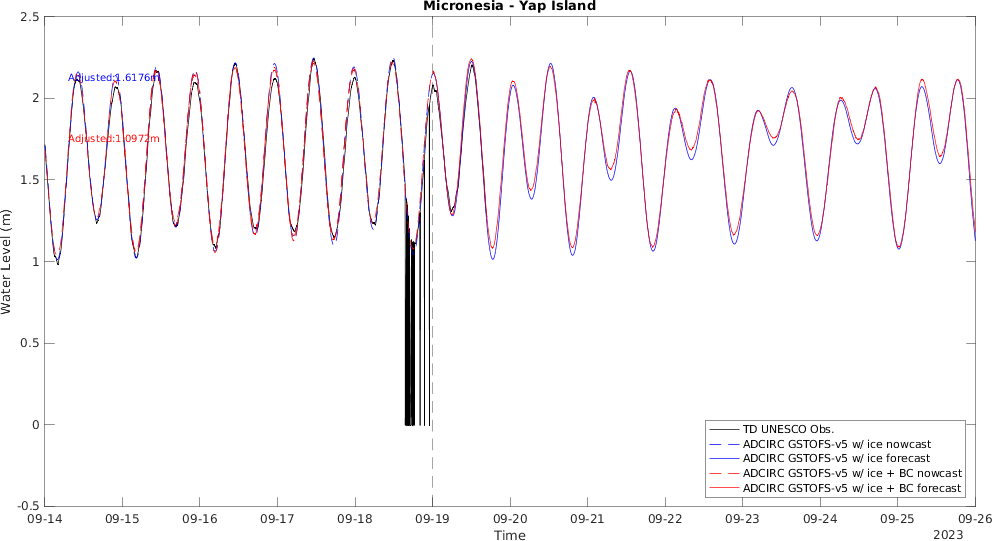 Micronesia - Yap Island
Water Level (m)
2.5
2
1.5
1
0.5
0
-0.5
Adjusted:1.6176m
Adjusted:1.0972m
TD UNESCO Obs.
ADCIRC GSTOFS-v5 w/ ice nowcast
ADCIRC GSTOFS-v5 w/ ice forecast
ADCIRC GSTOFS-v5 w/ ice + BC nowcast
ADCIRC GSTOFS-v5 w/ ice + BC forecast
09-14 09-15 09-16 09-17 09-18 09-19 09-20 09-21 09-22 09-23 09-24 09-25 09-26
Time
2023